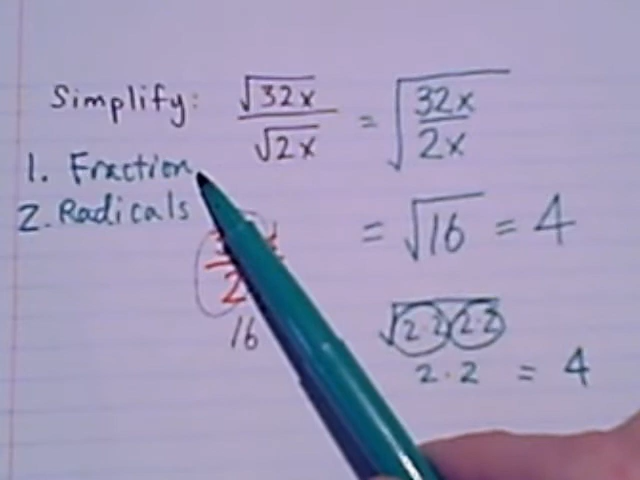 Simplify: √32x / √2x = √(32x / 2x)
1. Fraction
2. Radicals
= √16 = 4
2
16
√2·2 2·2
2·2 = 4